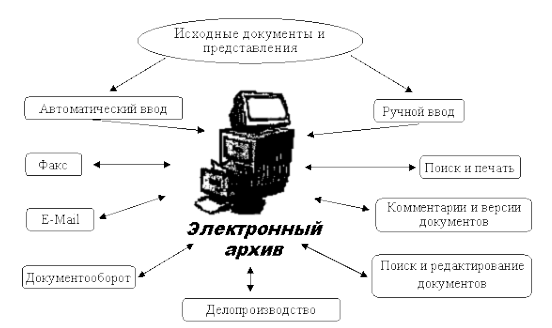 Исходные документы и
представления
Автоматический ввод
Ручной ввод
Факс
Поиск и печать
E-Mail
Комментарии и версии
документов
Электронный
архив
Документооборот
Поиск и редактирование
документов
Делопроизводство